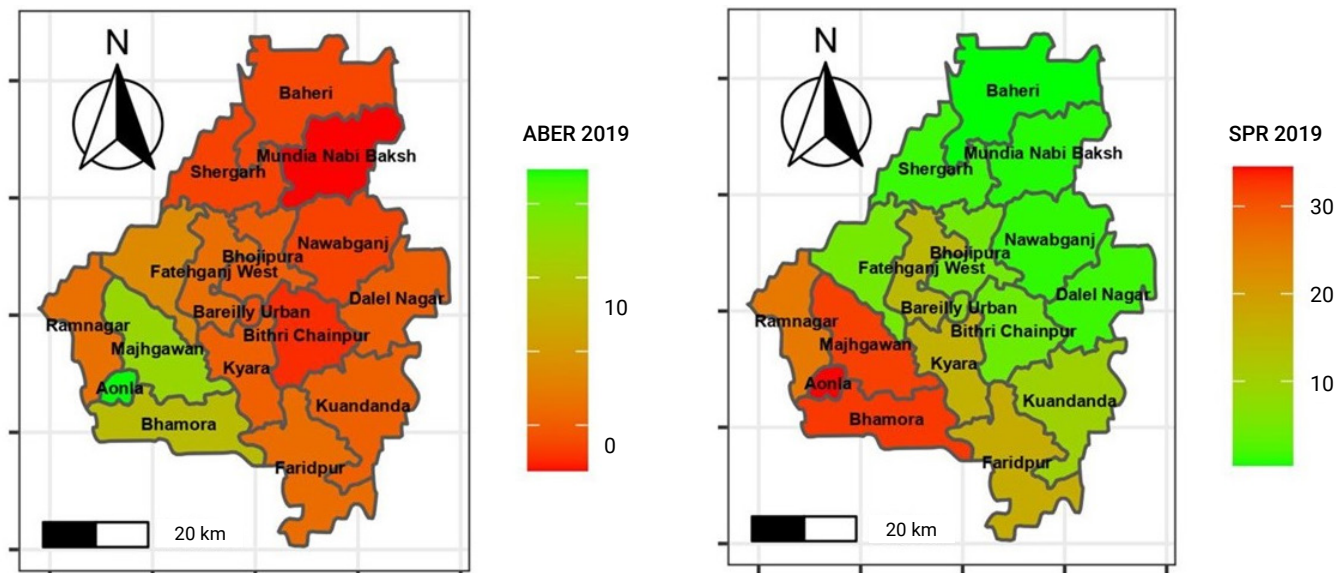 N
Baheri
Mundia Nabi Baksh
Shergarh
Nawabganj
Bhojipura
Fatehganj West
Dalel Nagar
Bareilly Urban
Ramnagar
Bithri Chainpur
Majhgawan
Kyara
Aonla
Kuandanda
Bhamora
Faridpur
20 km
ABER 2019
10
0
N
Baheri
Mundia Nabi Baksh
Shergarh
Nawabganj
Bhojipura
Fatehganj West
Dalel Nagar
Bareilly Urban
Ramnagar
Bithri Chainpur
Majhgawan
Kyara
Aonla
Kuandanda
Bhamora
Faridpur
20 km
SPR 2019
30
20
10